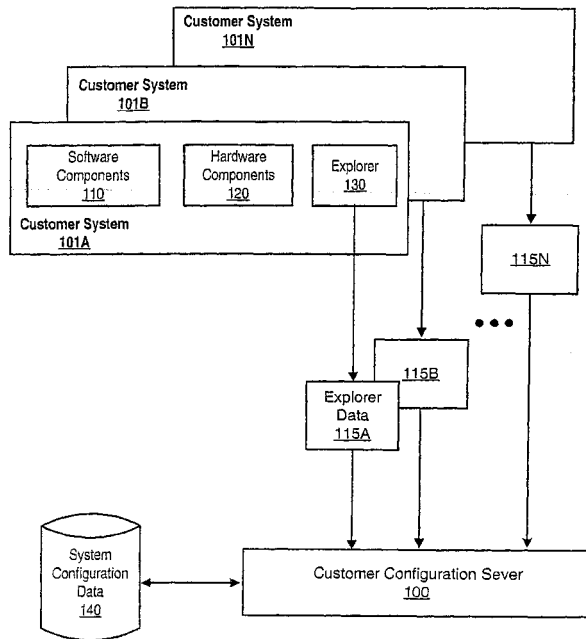 Customer System
101N
Customer System
101B
Software
Components
110
Hardware
Components
120
Explorer
130
Customer System
101A
115N
115B
Explorer
Data
115A
System
Configuration
Data
140
Customer Configuration Sever
100